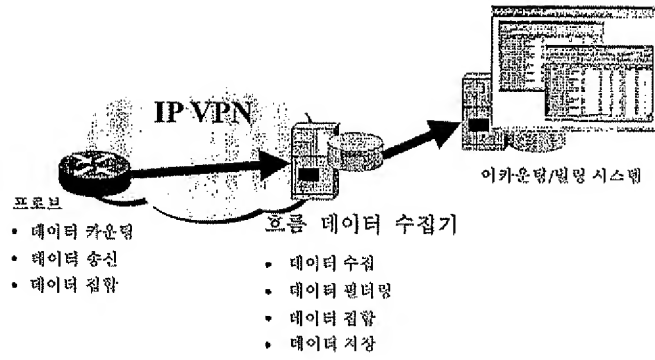 IP VPN
어카운팅/빌링 시스템
프로브
• 데이터 카운팅
• 데이터 송신
• 데이터 집합
흐름 데이터 수집기
• 데이터 수집
• 데이터 필터링
• 데이터 집합
• 데이터 저장